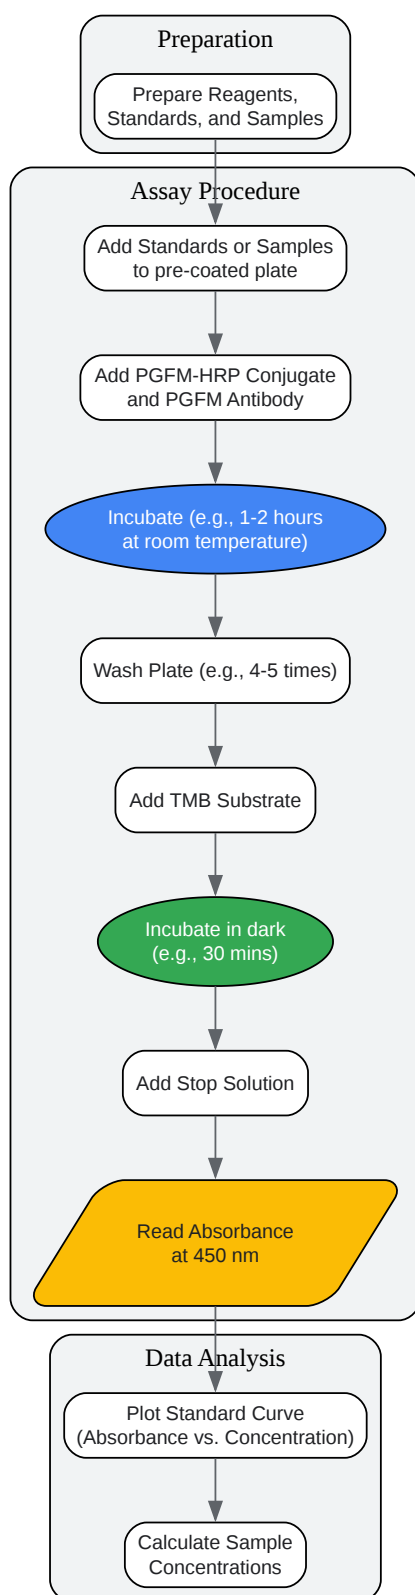 Preparation
Prepare Reagents,
Standards, and Samples
Assay Procedure
Add Standards or Samples
to pre-coated plate
Add PGFM-HRP Conjugate
and PGFM Antibody
Incubate (e.g., 1-2 hours
at room temperature)
Wash Plate (e.g., 4-5 times)
Add TMB Substrate
Incubate in dark
(e.g., 30 mins)
Add Stop Solution
Read Absorbance
at 450 nm
Data Analysis
Plot Standard Curve
(Absorbance vs. Concentration)
Calculate Sample
Concentrations